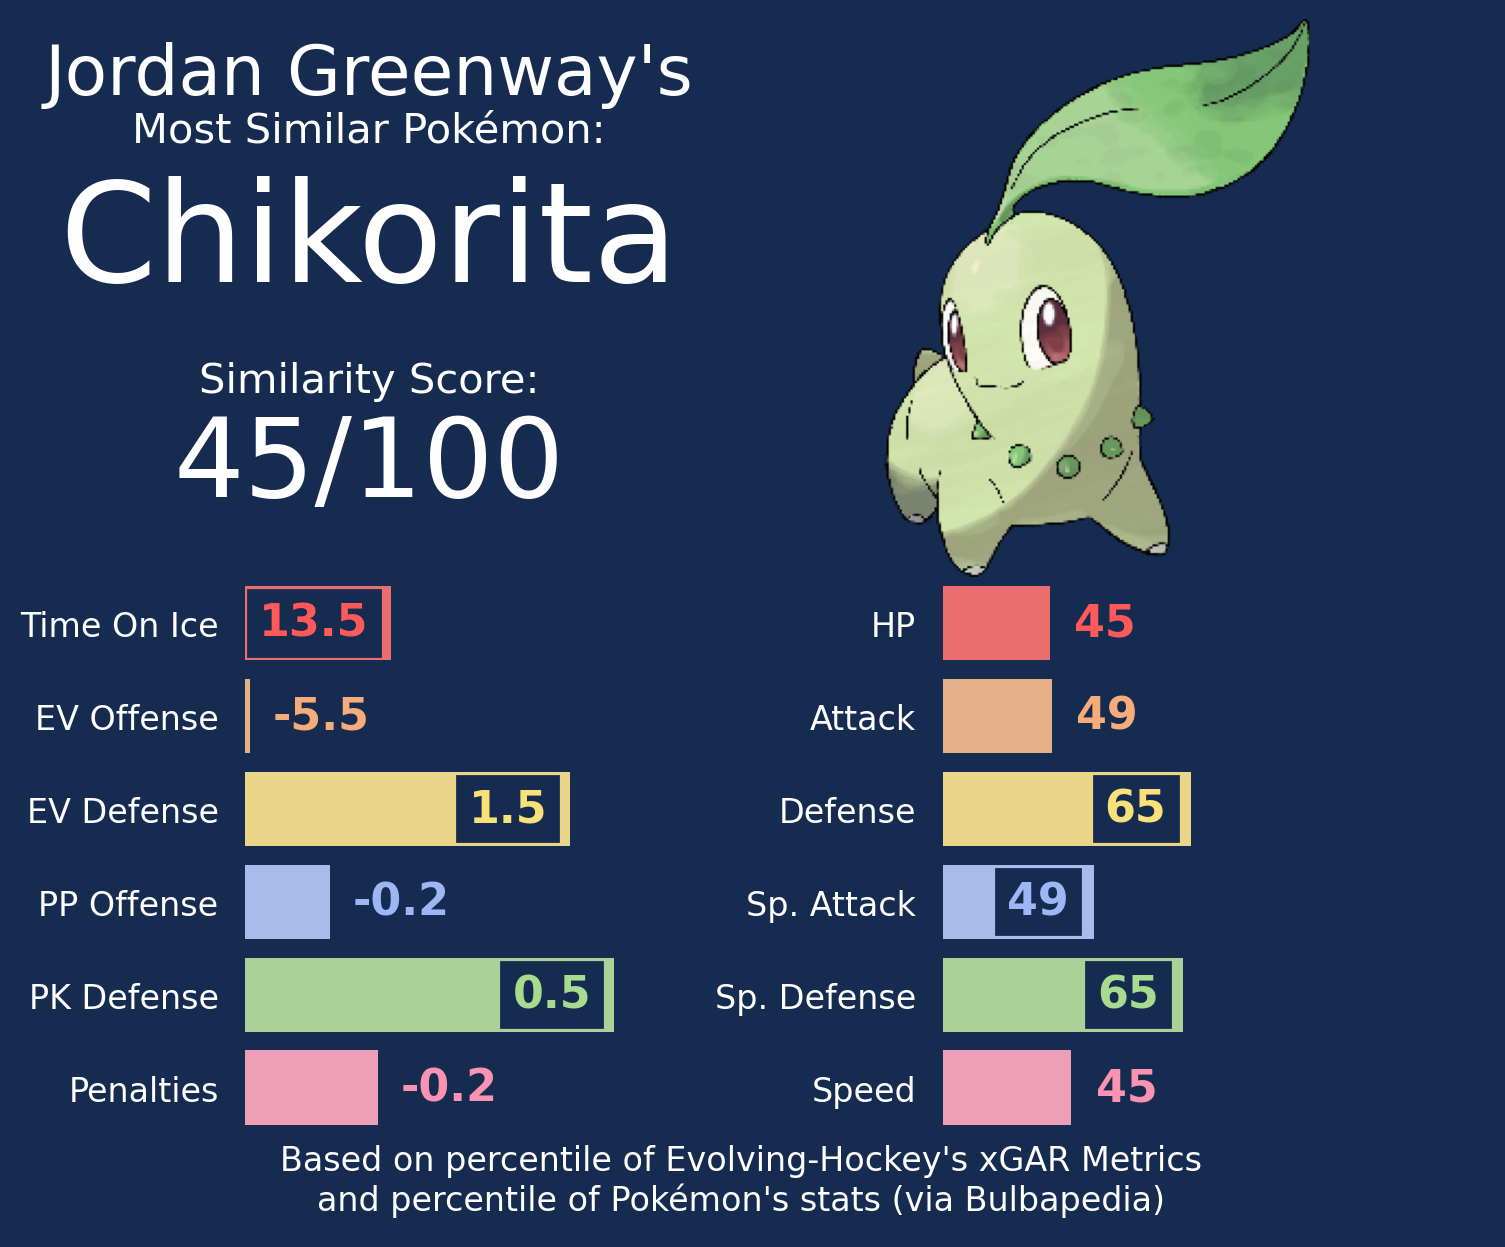 Jordan Greenway's
Most Similar Pokémon:
Chikorita
Similarity Score:
45/100
Time On Ice 13.5
EV Offense -5.5
EV Defense 1.5
PP Offense -0.2
PK Defense 0.5
Penalties -0.2
HP 45
Attack 49
Defense 65
Sp. Attack 49
Sp. Defense 65
Speed 45
Based on percentile of Evolving-Hockey's xGAR Metrics
and percentile of Pokémon's stats (via Bulbapedia)